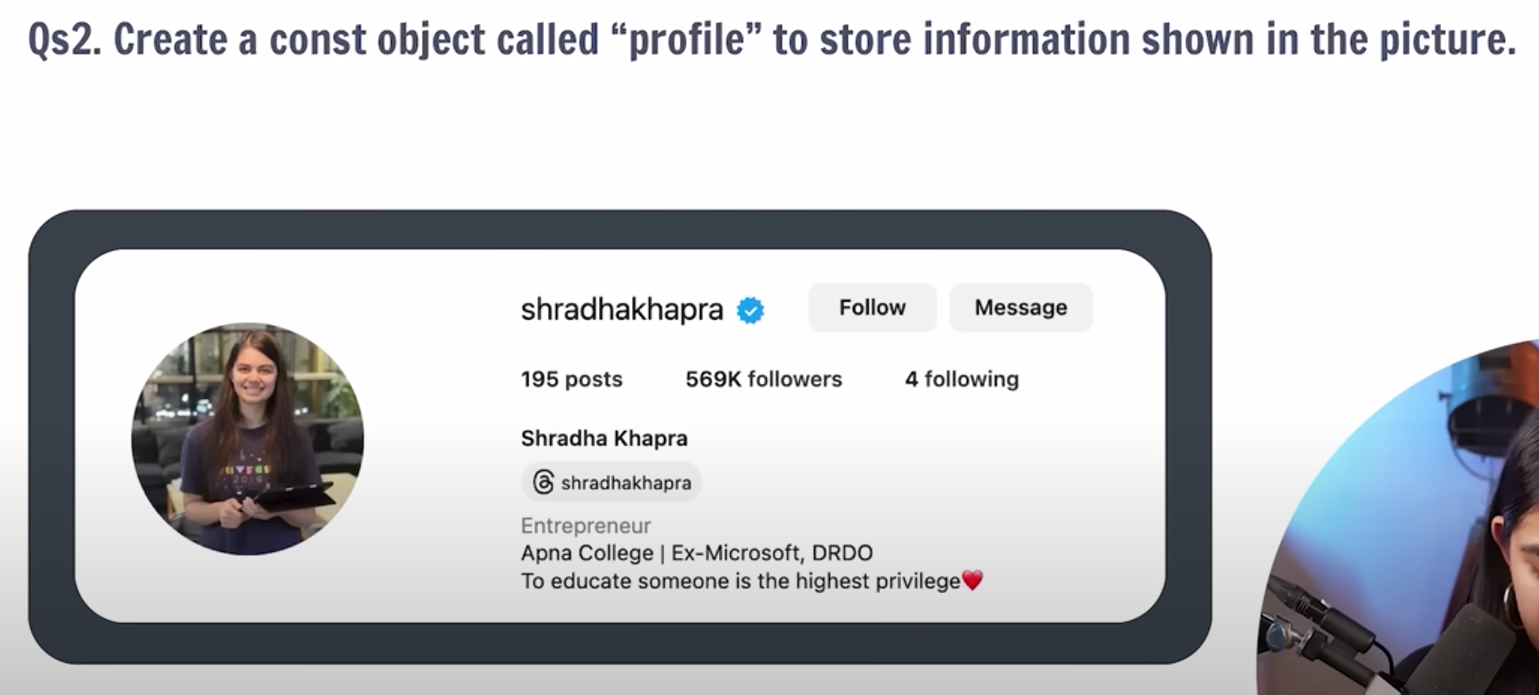 Qs2. Create a const object called “profile” to store information shown in the picture.
shradhakhapra Follow Message
195 posts 569K followers 4 following
Shradha Khapra
shradhakhapra
Entrepreneur
Apna College | Ex-Microsoft, DRDO
To educate someone is the highest privilege❤️